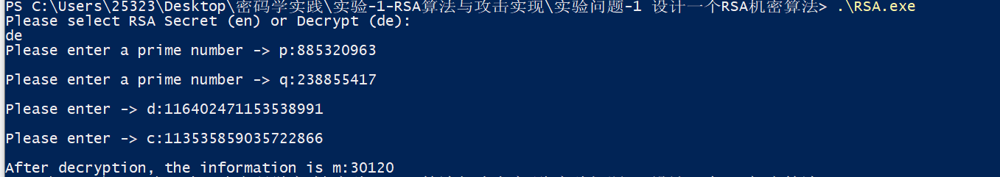 PS C:\Users\25323\Desktop\密码学实践\实验-1-RSA算法与攻击实现\实验问题-1 设计一个RSA机密算法> .\RSA.exe
Please select RSA Secret (en) or Decrypt (de):
de
Please enter a prime number -> p:885320963
Please enter a prime number -> q:238855417
Please enter -> d:116402471153538991
Please enter -> c:113535859035722866
After decryption, the information is m:30120